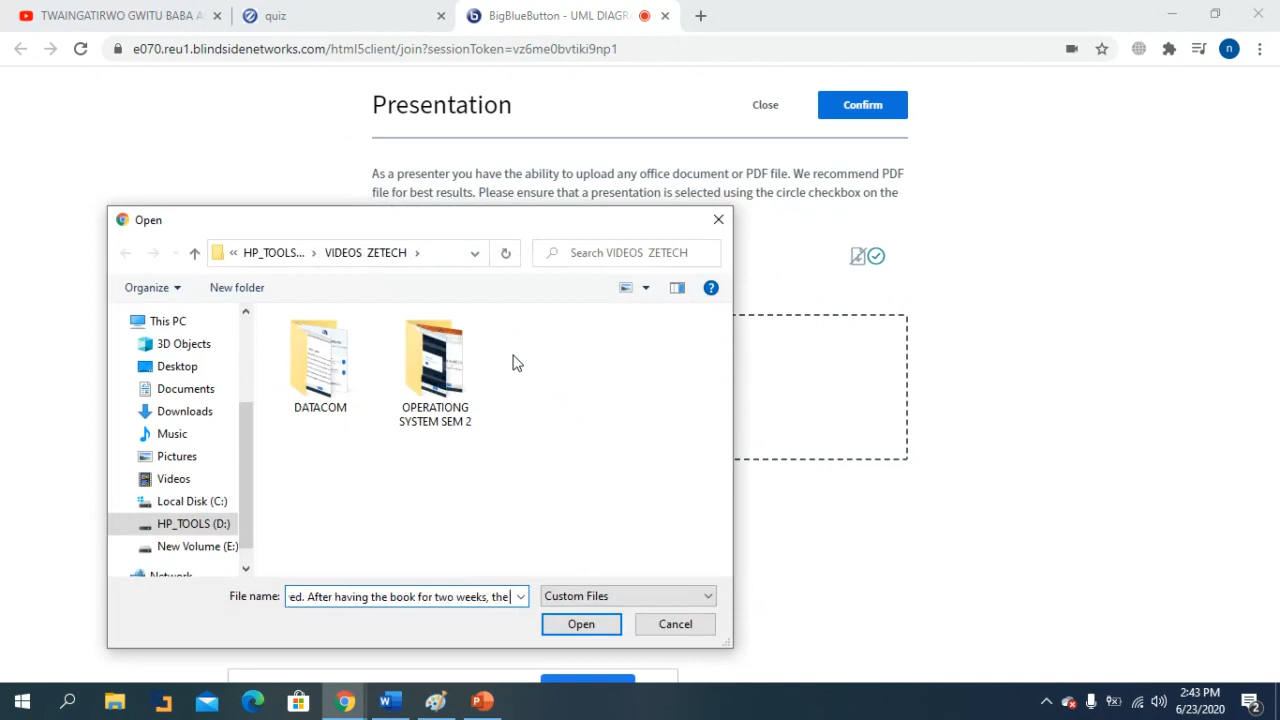 TWAINGATIRWO GWITU BABA A
quiz
BigBlueButton - UML DIAGRA
e070.reu1.blindsidenetworks.com/html5client/join?sessionToken=vz6me0bvtiki9np1
n
Presentation
Close
Confirm
As a presenter you have the ability to upload any office document or PDF file. We recommend PDF
file for best results. Please ensure that a presentation is selected using the circle checkbox on the
Open
« HP_TOOLS... › VIDEOS ZETECH ›
Search VIDEOS ZETECH
Organize
New folder
This PC
3D Objects
Desktop
Documents
Downloads
Music
Pictures
Videos
Local Disk (C:)
HP_TOOLS (D:)
New Volume (E:)
Network
DATACOM
OPERATIONG
SYSTEM SEM 2
File name:
ed. After having the book for two weeks, the
Custom Files
Open
Cancel
2:43 PM
6/23/2020
2